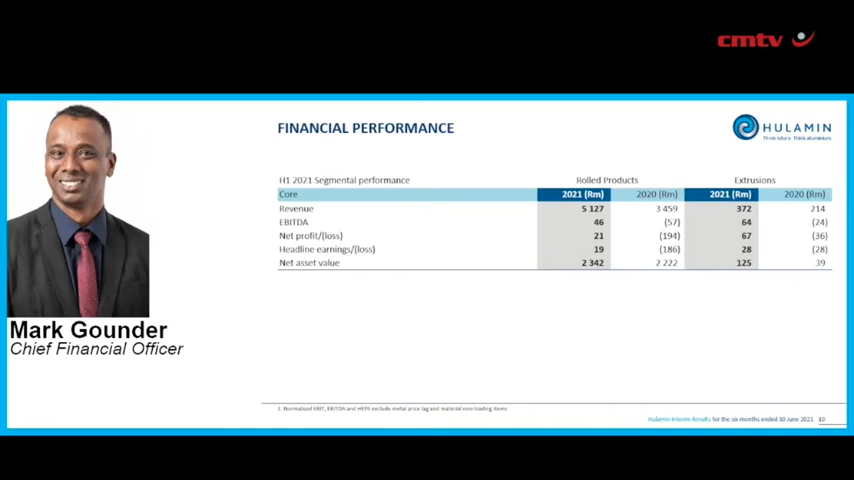 cmtv
FINANCIAL PERFORMANCE
HULAMIN
Think future. Think aluminium.
H1 2021 Segmental performance Rolled Products Extrusions
Core 2021 (Rm) 2020 (Rm) 2021 (Rm) 2020 (Rm)
Revenue 5 127 3 459 372 214
EBITDA 46 (57) 64 (24)
Net profit/(loss) 21 (194) 67 (36)
Headline earnings/(loss) 19 (186) 28 (28)
Net asset value 2 342 2 222 125 39
Mark Gounder
Chief Financial Officer
1. Normalised EBIT, EBITDA and HEPS exclude metal price lag and material non-trading items
Hulamin Interim Results for the six months ended 30 June 2021 10